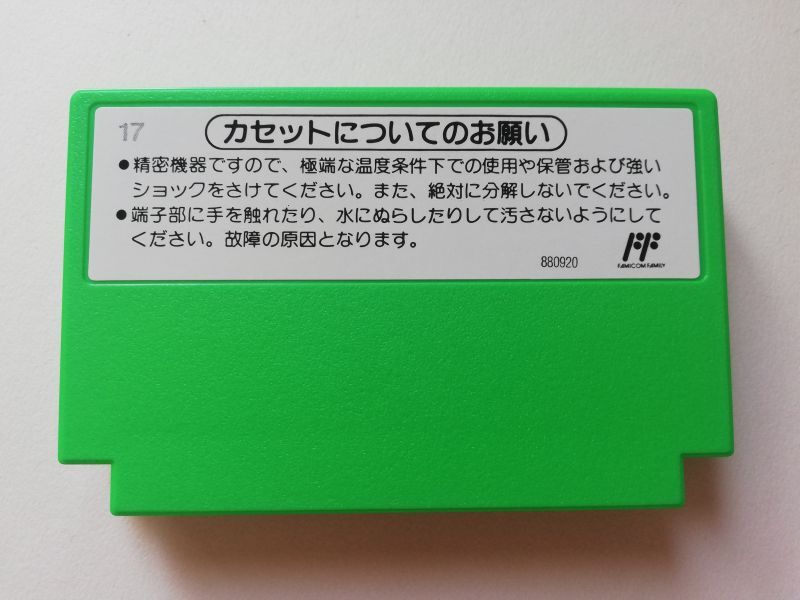 17
カセットについてのお願い
●精密機器ですので、極端な温度条件下での使用や保管および強い
ショックをさけてください。また、絶対に分解しないでください。
●端子部に手を触れたり、水にぬらしたりして汚さないようにして
ください。故障の原因となります。
880920
FAMICOM FAMILY